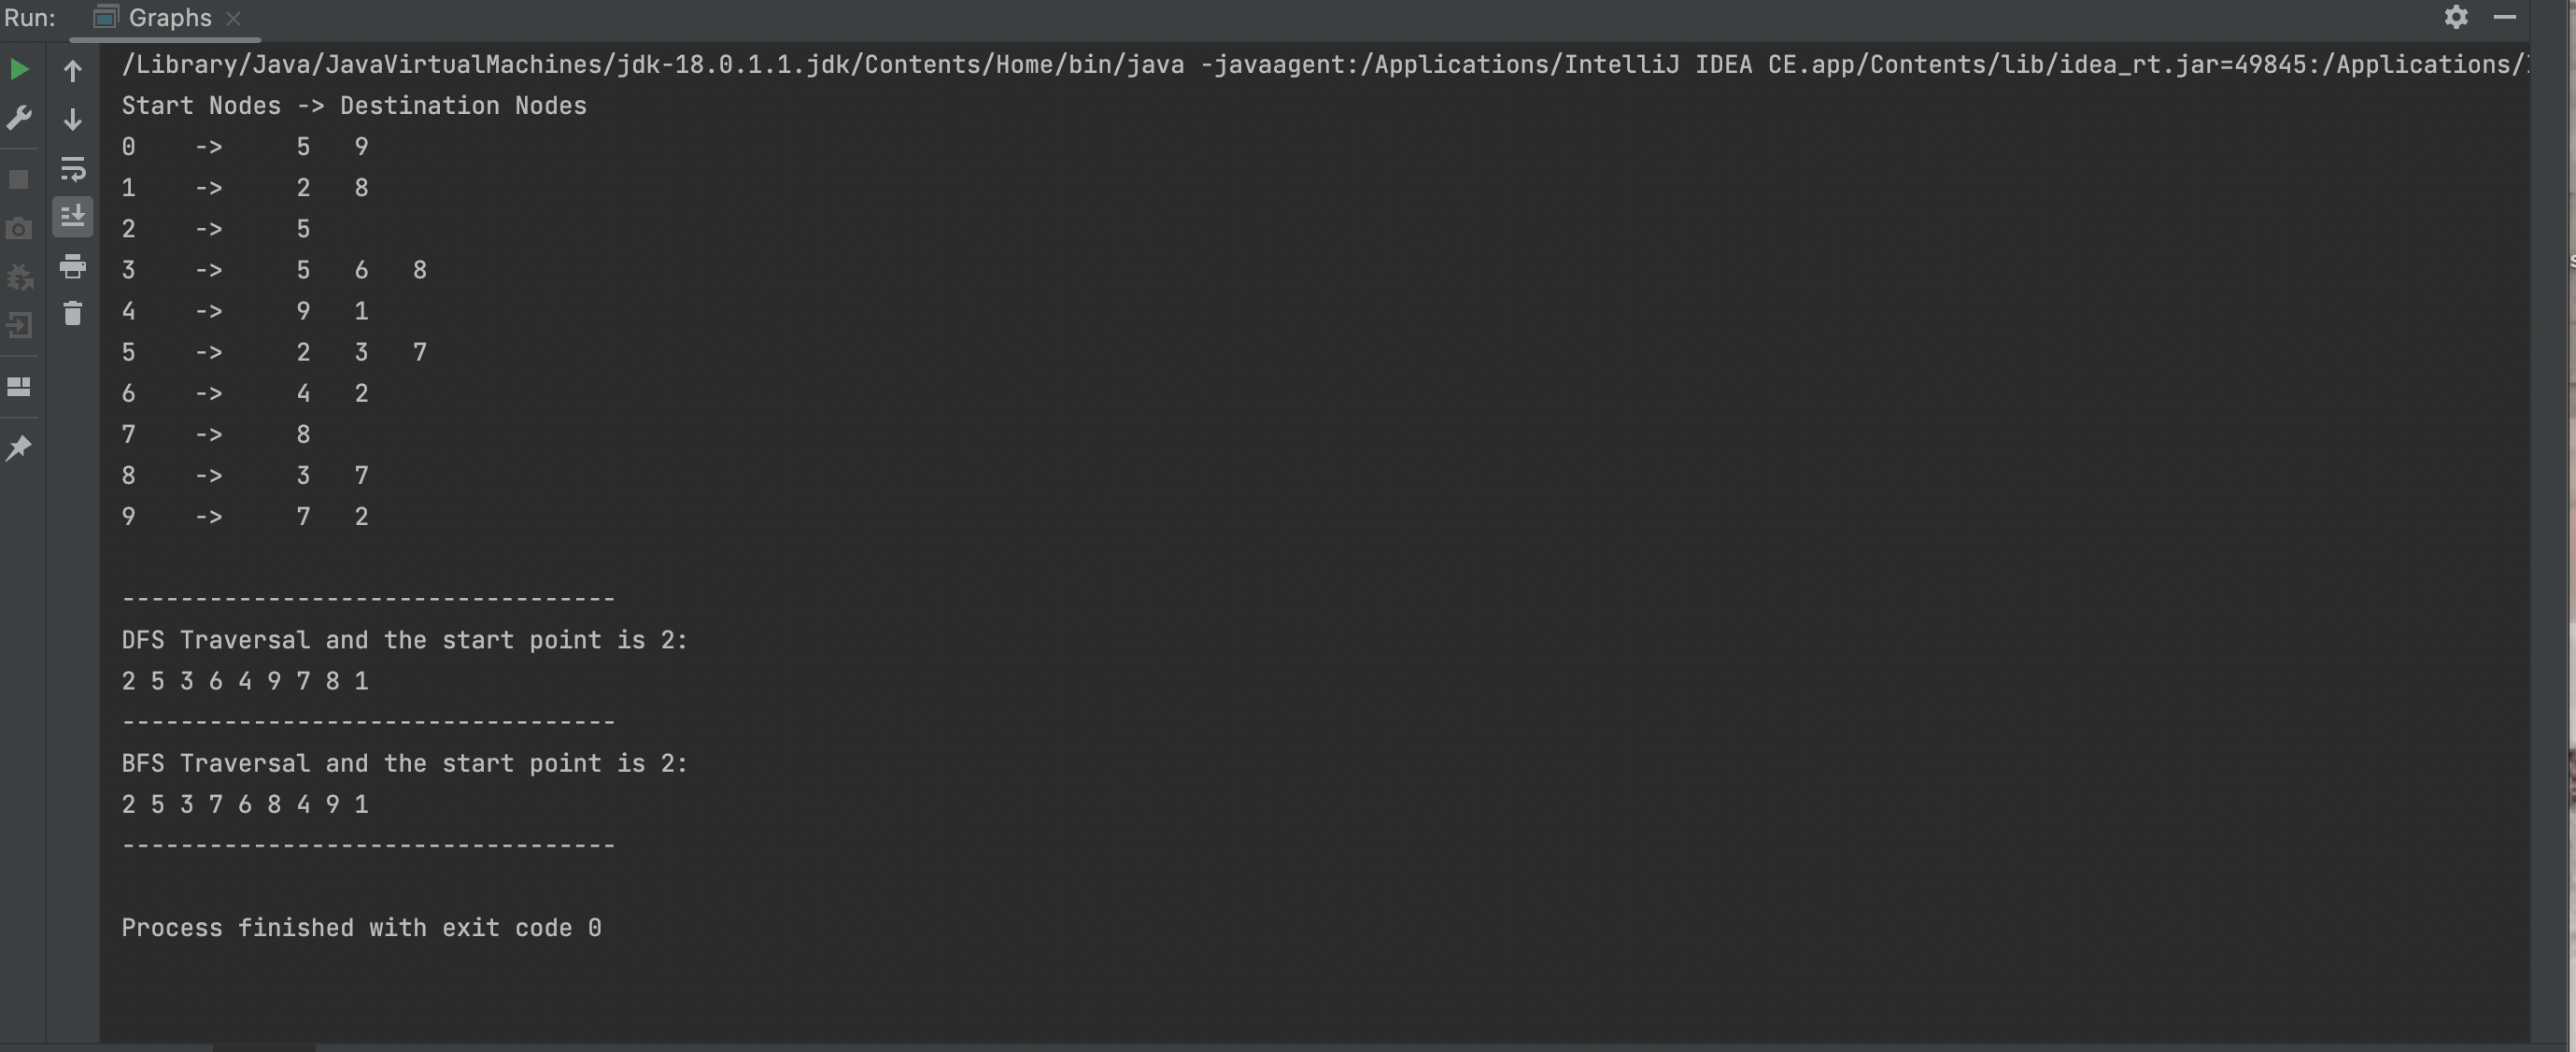 Run: Graphs
/Library/Java/JavaVirtualMachines/jdk-18.0.1.1.jdk/Contents/Home/bin/java -javaagent:/Applications/IntelliJ IDEA CE.app/Contents/lib/idea_rt.jar=49845:/Applications/
Start Nodes -> Destination Nodes
0 -> 5 9
1 -> 2 8
2 -> 5
3 -> 5 6 8
4 -> 9 1
5 -> 2 3 7
6 -> 4 2
7 -> 8
8 -> 3 7
9 -> 7 2
----------------------------------
DFS Traversal and the start point is 2:
2 5 3 6 4 9 7 8 1
----------------------------------
BFS Traversal and the start point is 2:
2 5 3 7 6 8 4 9 1
----------------------------------
Process finished with exit code 0